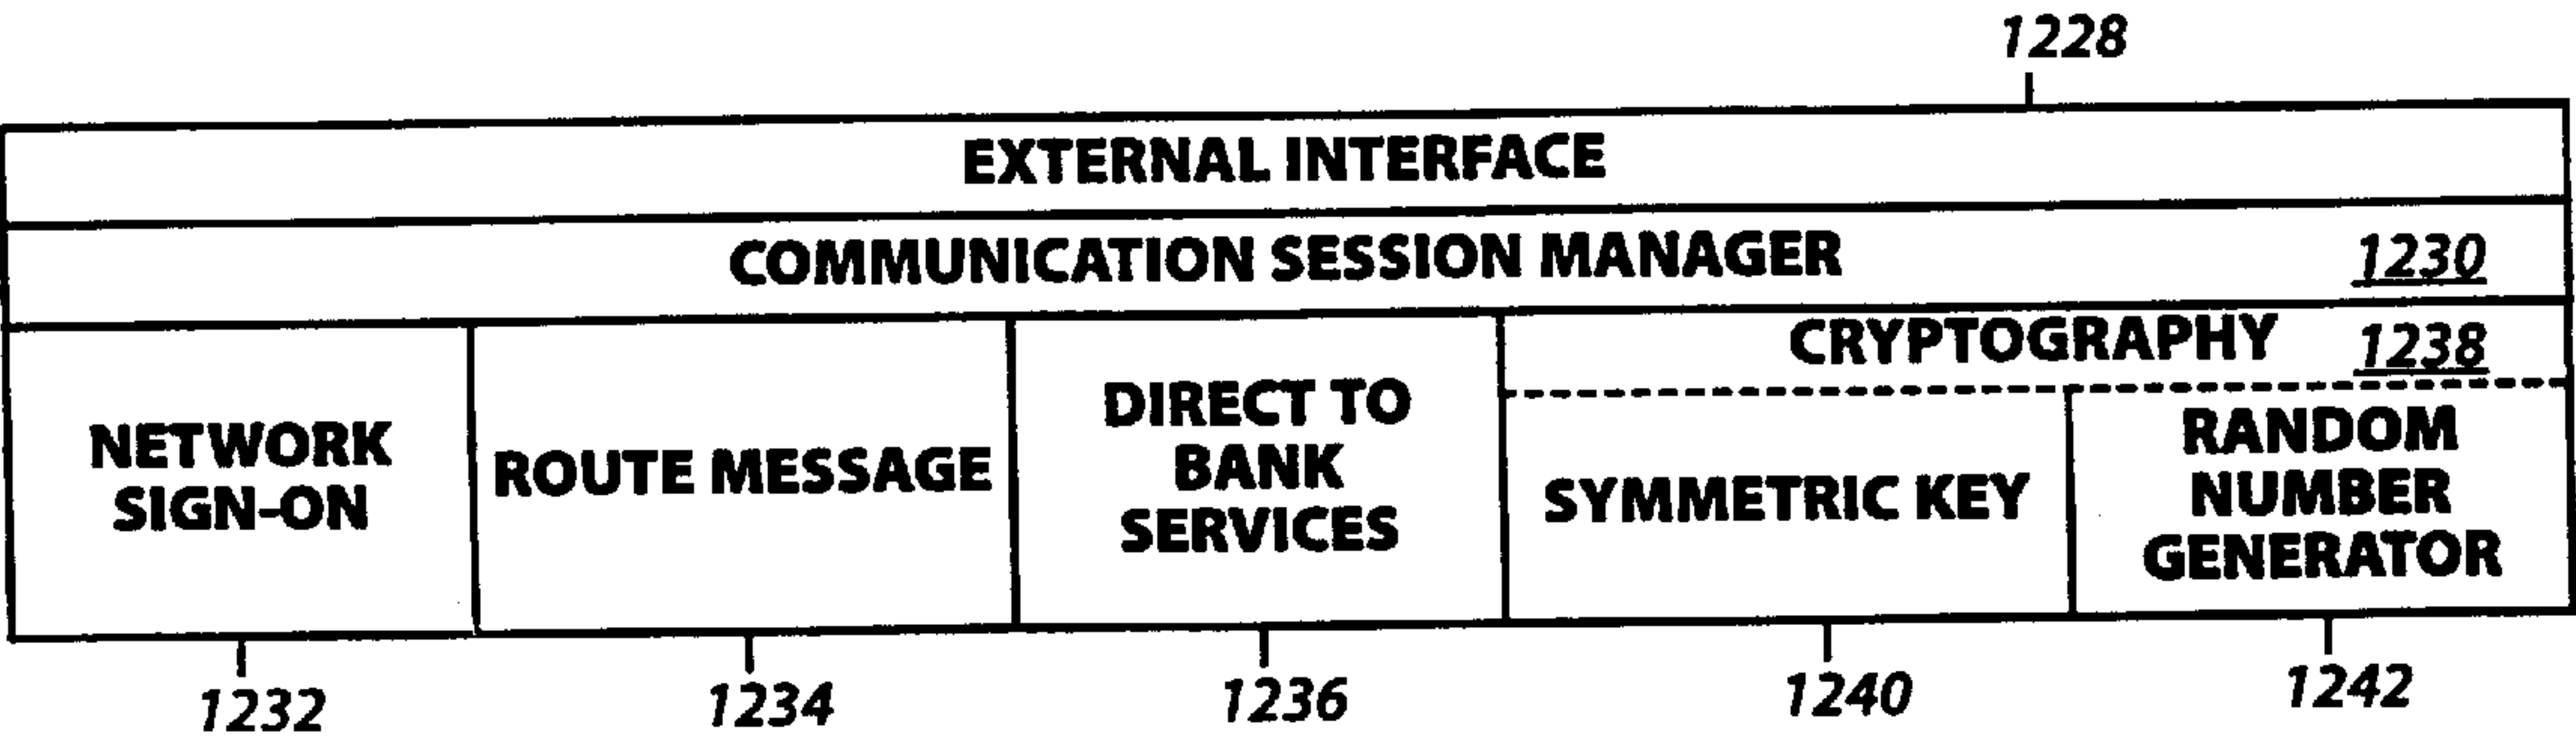 1228
EXTERNAL INTERFACE
COMMUNICATION SESSION MANAGER 1230
CRYPTOGRAPHY 1238
NETWORK
SIGN-ON
ROUTE MESSAGE
DIRECT TO
BANK
SERVICES
SYMMETRIC KEY
RANDOM
NUMBER
GENERATOR
1232
1234
1236
1240
1242